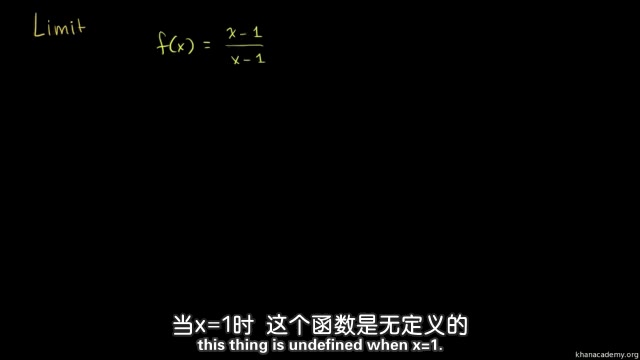 Limit
f(x) = x - 1 / x - 1
当x=1时 这个函数是无定义的
this thing is undefined when x=1.
khanacademy.org